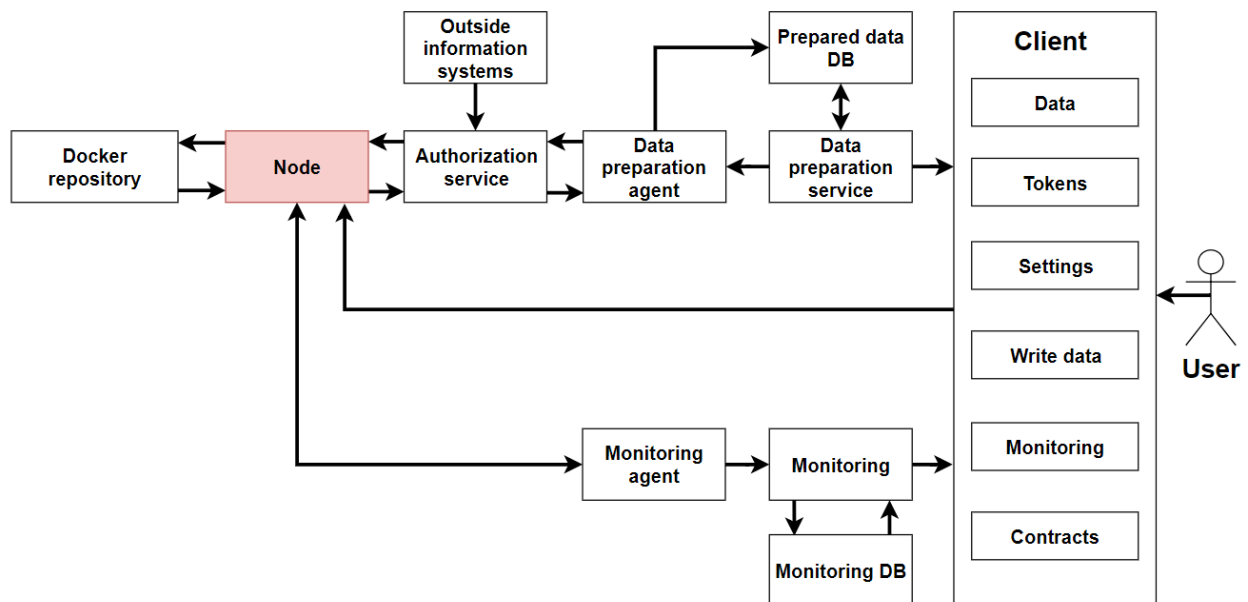 Outside
information
systems
Prepared data
DB
Client
Data
Docker
repository
Node
Authorization
service
Data
preparation
agent
Data
preparation
service
Tokens
Settings
Write data
User
Monitoring
agent
Monitoring
Monitoring
Contracts
Monitoring DB